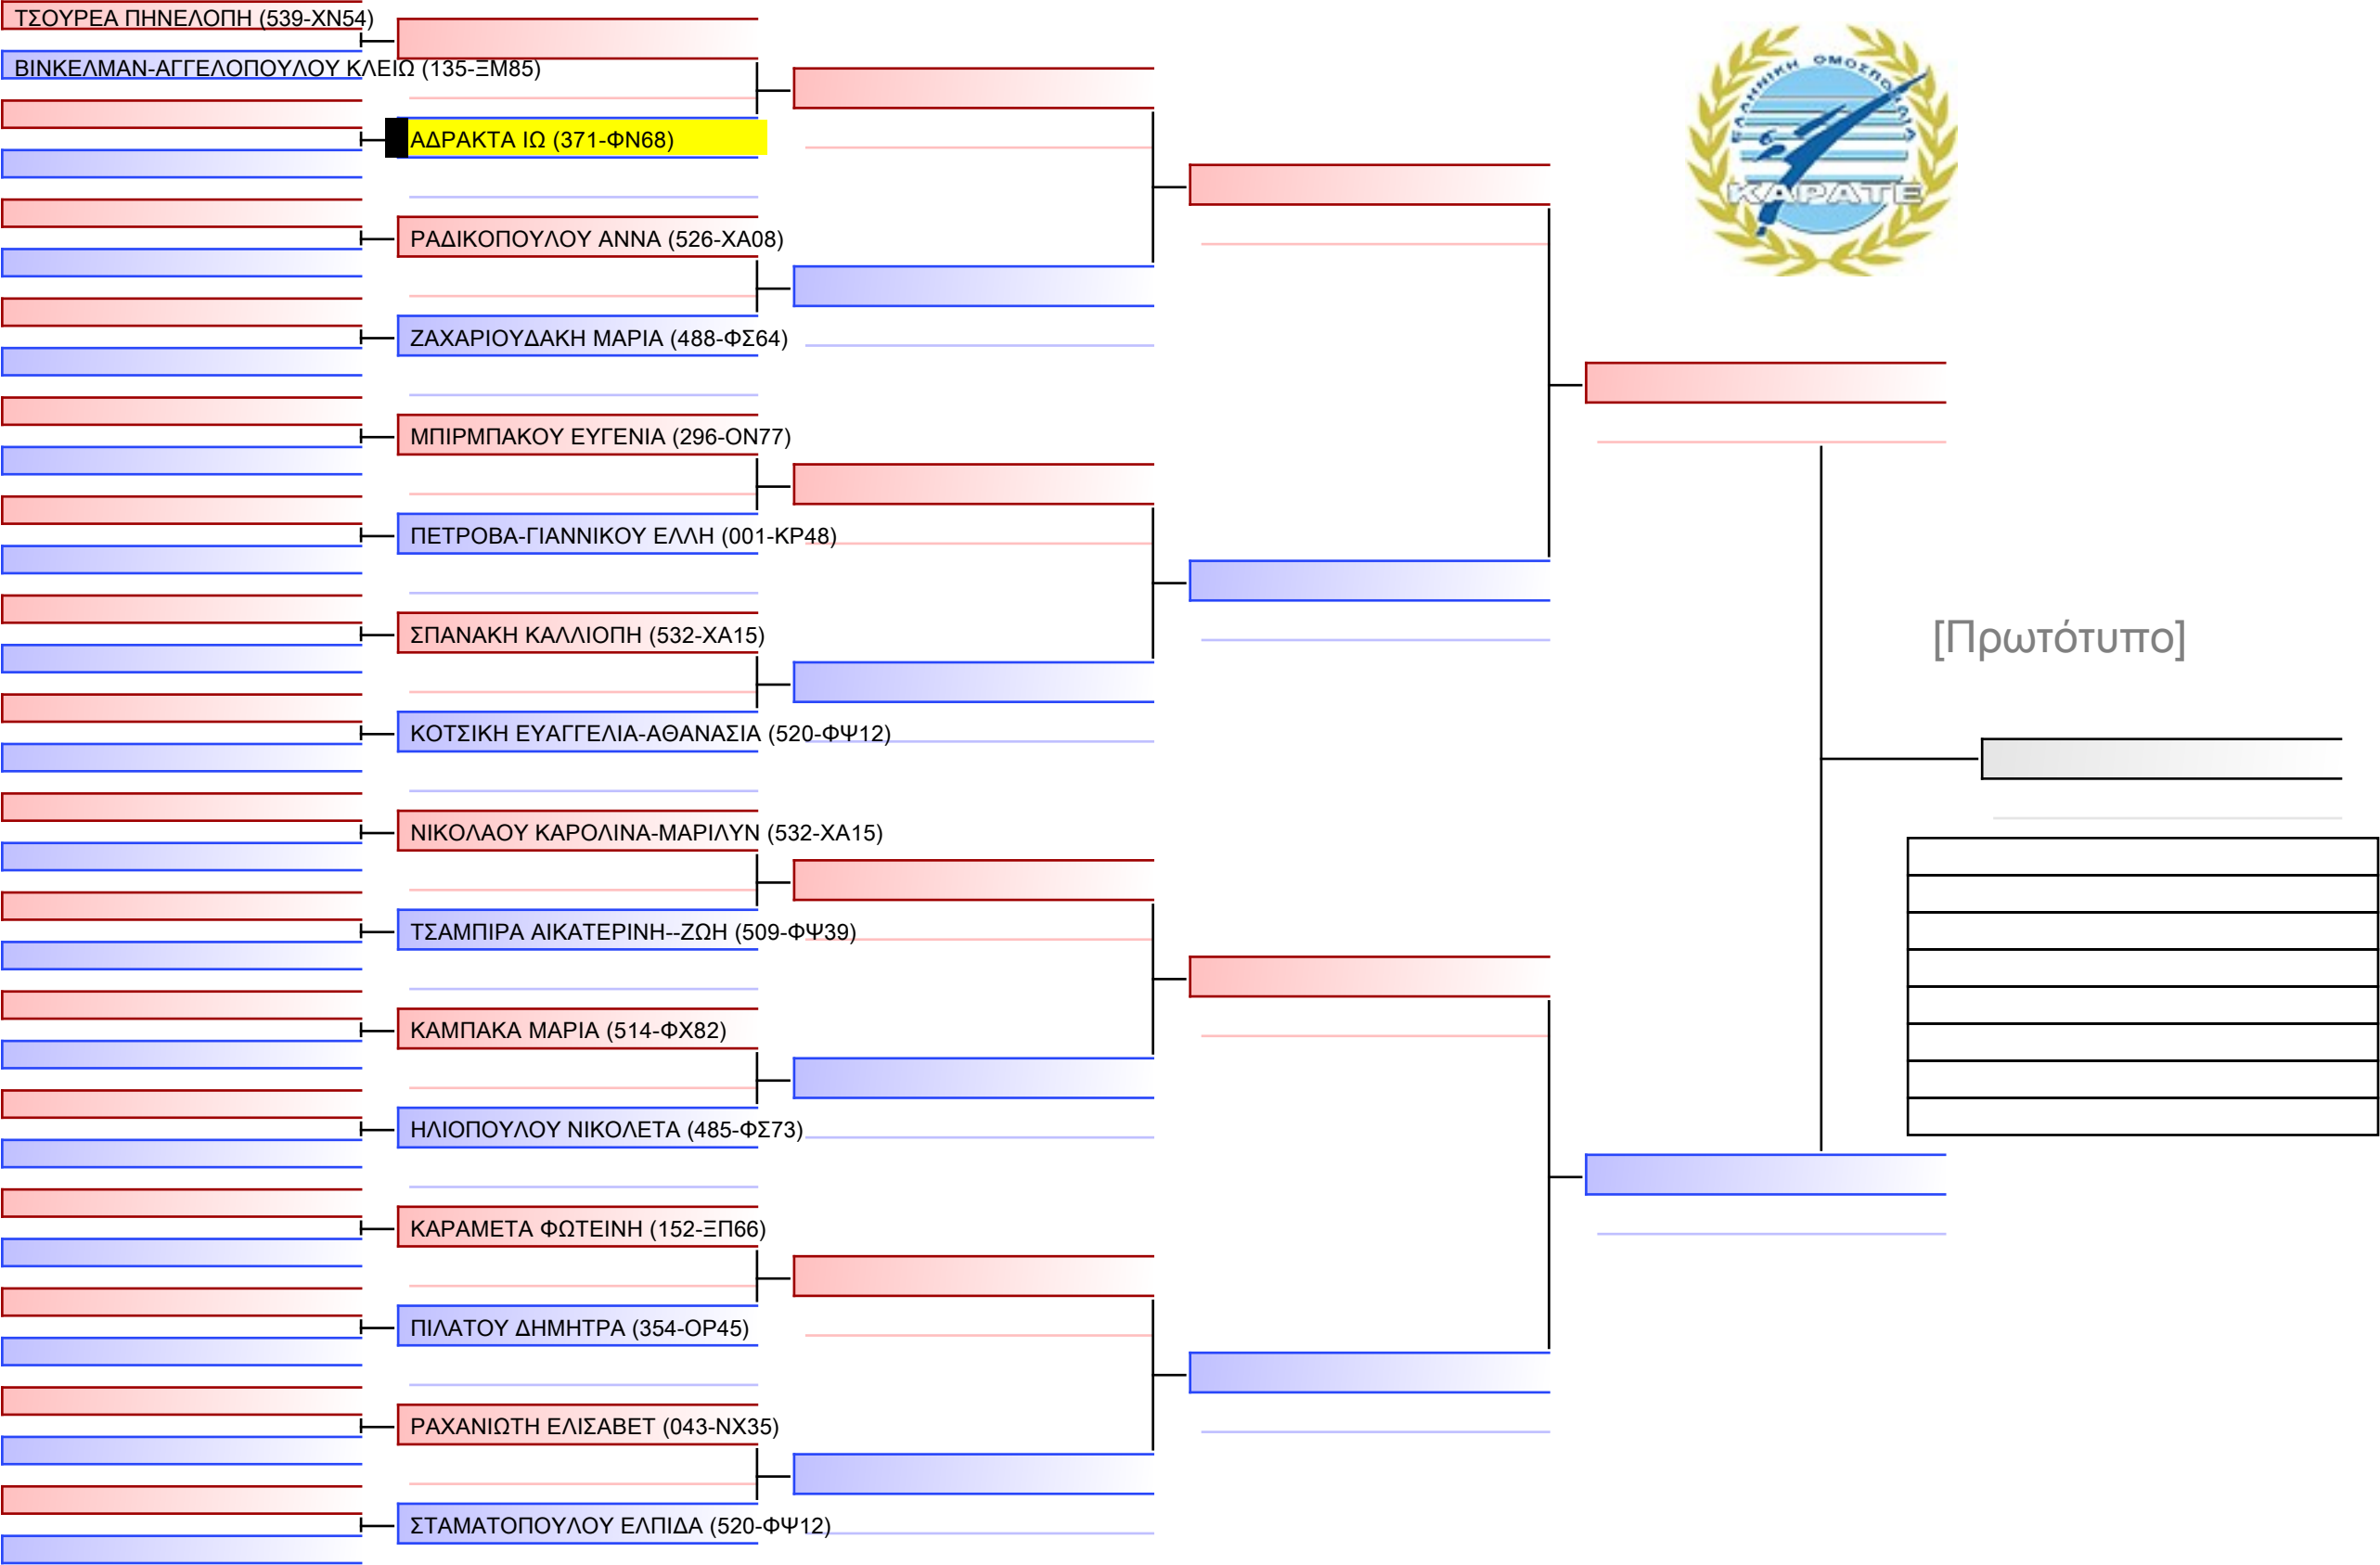 ΤΣΟΥΡΕΑ ΠΗΝΕΛΟΠΗ (539-ΧΝ54)
ΒΙΝΚΕΛΜΑΝ-ΑΓΓΕΛΟΠΟΥΛΟΥ ΚΛΕΙΩ (135-ΞΜ85)
ΑΔΡΑΚΤΑ ΙΩ (371-ΦΝ68)
ΡΑΔΙΚΟΠΟΥΛΟΥ ΑΝΝΑ (526-ΧΑ08)
ΖΑΧΑΡΙΟΥΔΑΚΗ ΜΑΡΙΑ (488-ΦΣ64)
ΜΠΙΡΜΠΑΚΟΥ ΕΥΓΕΝΙΑ (296-ΟΝ77)
ΠΕΤΡΟΒΑ-ΓΙΑΝΝΙΚΟΥ ΕΛΛΗ (001-ΚΡ48)
ΣΠΑΝΑΚΗ ΚΑΛΛΙΟΠΗ (532-ΧΑ15)
ΚΟΤΣΙΚΗ ΕΥΑΓΓΕΛΙΑ-ΑΘΑΝΑΣΙΑ (520-ΦΨ12)
ΝΙΚΟΛΑΟΥ ΚΑΡΟΛΙΝΑ-ΜΑΡΙΛΥΝ (532-ΧΑ15)
ΤΣΑΜΠΙΡΑ ΑΙΚΑΤΕΡΙΝΗ--ΖΩΗ (509-ΦΨ39)
ΚΑΜΠΑΚΑ ΜΑΡΙΑ (514-ΦΧ82)
ΗΛΙΟΠΟΥΛΟΥ ΝΙΚΟΛΕΤΑ (485-ΦΣ73)
ΚΑΡΑΜΕΤΑ ΦΩΤΕΙΝΗ (152-ΞΠ66)
ΠΙΛΑΤΟΥ ΔΗΜΗΤΡΑ (354-ΟΡ45)
ΡΑΧΑΝΙΩΤΗ ΕΛΙΣΑΒΕΤ (043-ΝΧ35)
ΣΤΑΜΑΤΟΠΟΥΛΟΥ ΕΛΠΙΔΑ (520-ΦΨ12)
ΕΛΛΗΝΙΚΗ ΟΜΟΣΠΟΝΔΙΑ
ΚΑΡΑΤΕ
[Πρωτότυπο]